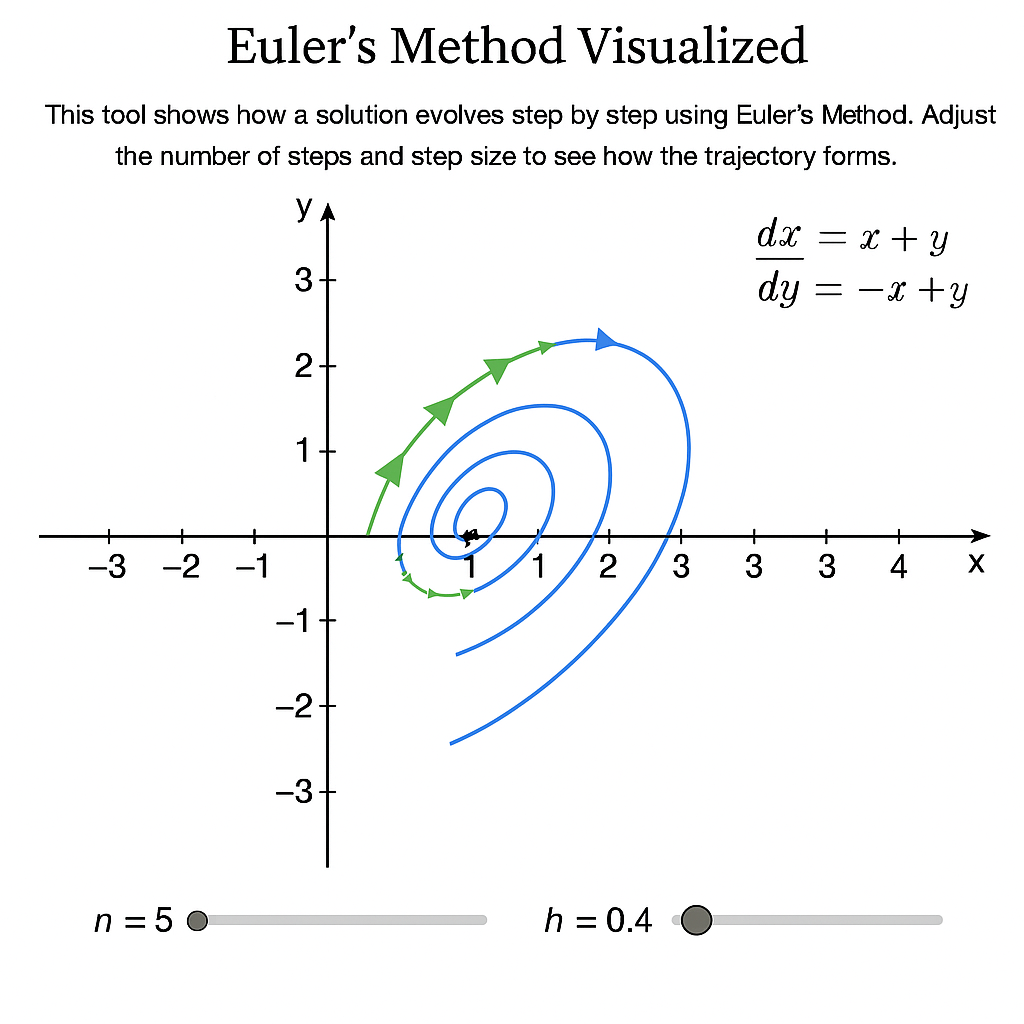 Euler's Method Visualized
This tool shows how a solution evolves step by step using Euler's Method. Adjust
the number of steps and step size to see how the trajectory forms.
y
dx = x + y
dy = −x + y
3
2
1
−3 −2 −1 1 1 2 3 3 3 4 x
−1
−2
−3
n = 5 h = 0.4